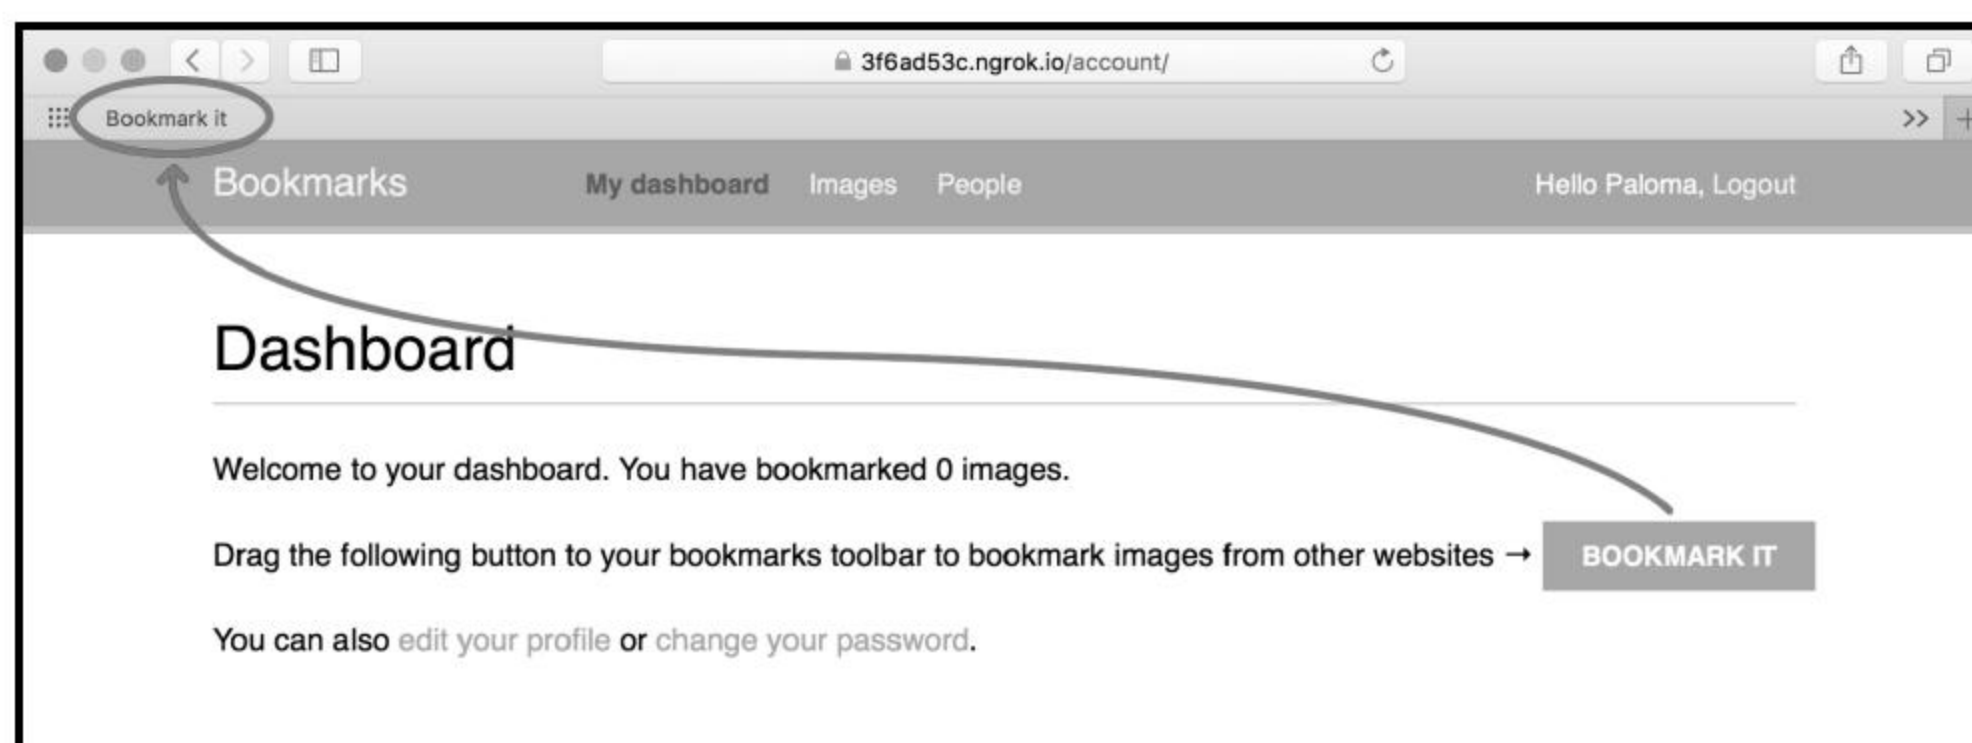 3f6ad53c.ngrok.io/account/
Bookmark it
Bookmarks My dashboard Images People Hello Paloma, Logout
Dashboard
Welcome to your dashboard. You have bookmarked 0 images.
Drag the following button to your bookmarks toolbar to bookmark images from other websites → BOOKMARK IT
You can also edit your profile or change your password.